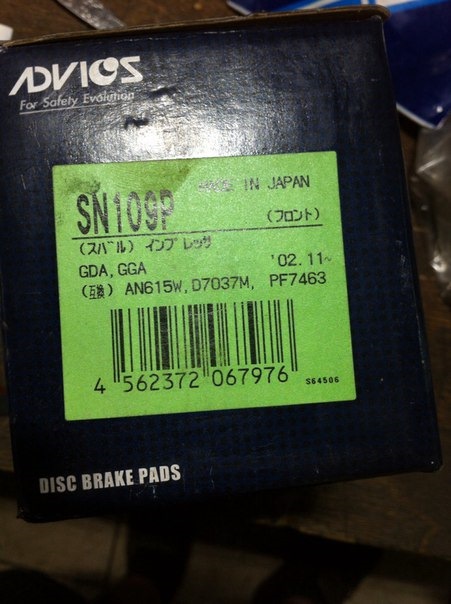 ADVICS
For Safety Evolution
MADE IN JAPAN
SN109P
(フロント)
(スバル) インプレッサ
GDA,GGA '02.11~
(互換) AN615W,D7037M, PF7463
4 562372 067976
S64506
DISC BRAKE PADS